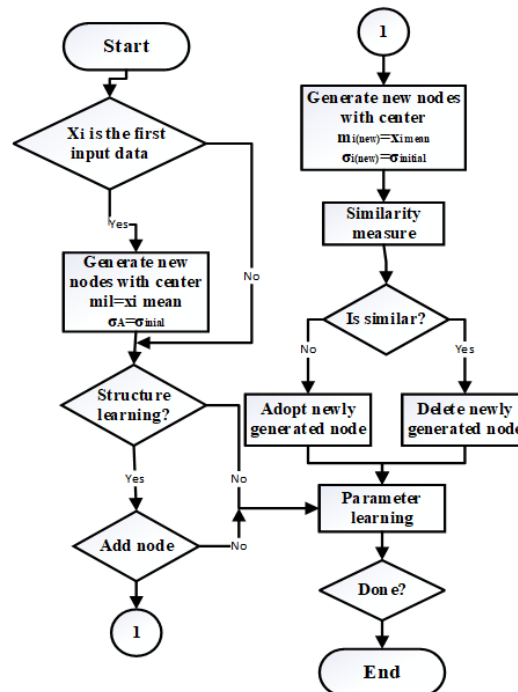 Start
Xi is the first
input data
Yes
No
Generate new
nodes with center
mil=xi mean
σA=σinial
Structure
learning?
Yes
No
Add node
No
1
1
Generate new nodes
with center
mi(new)=xi mean
σi(new)=σinitial
Similarity
measure
Is similar?
No
Yes
Adopt newly
generated node
Delete newly
generated node
Parameter
learning
Done?
End